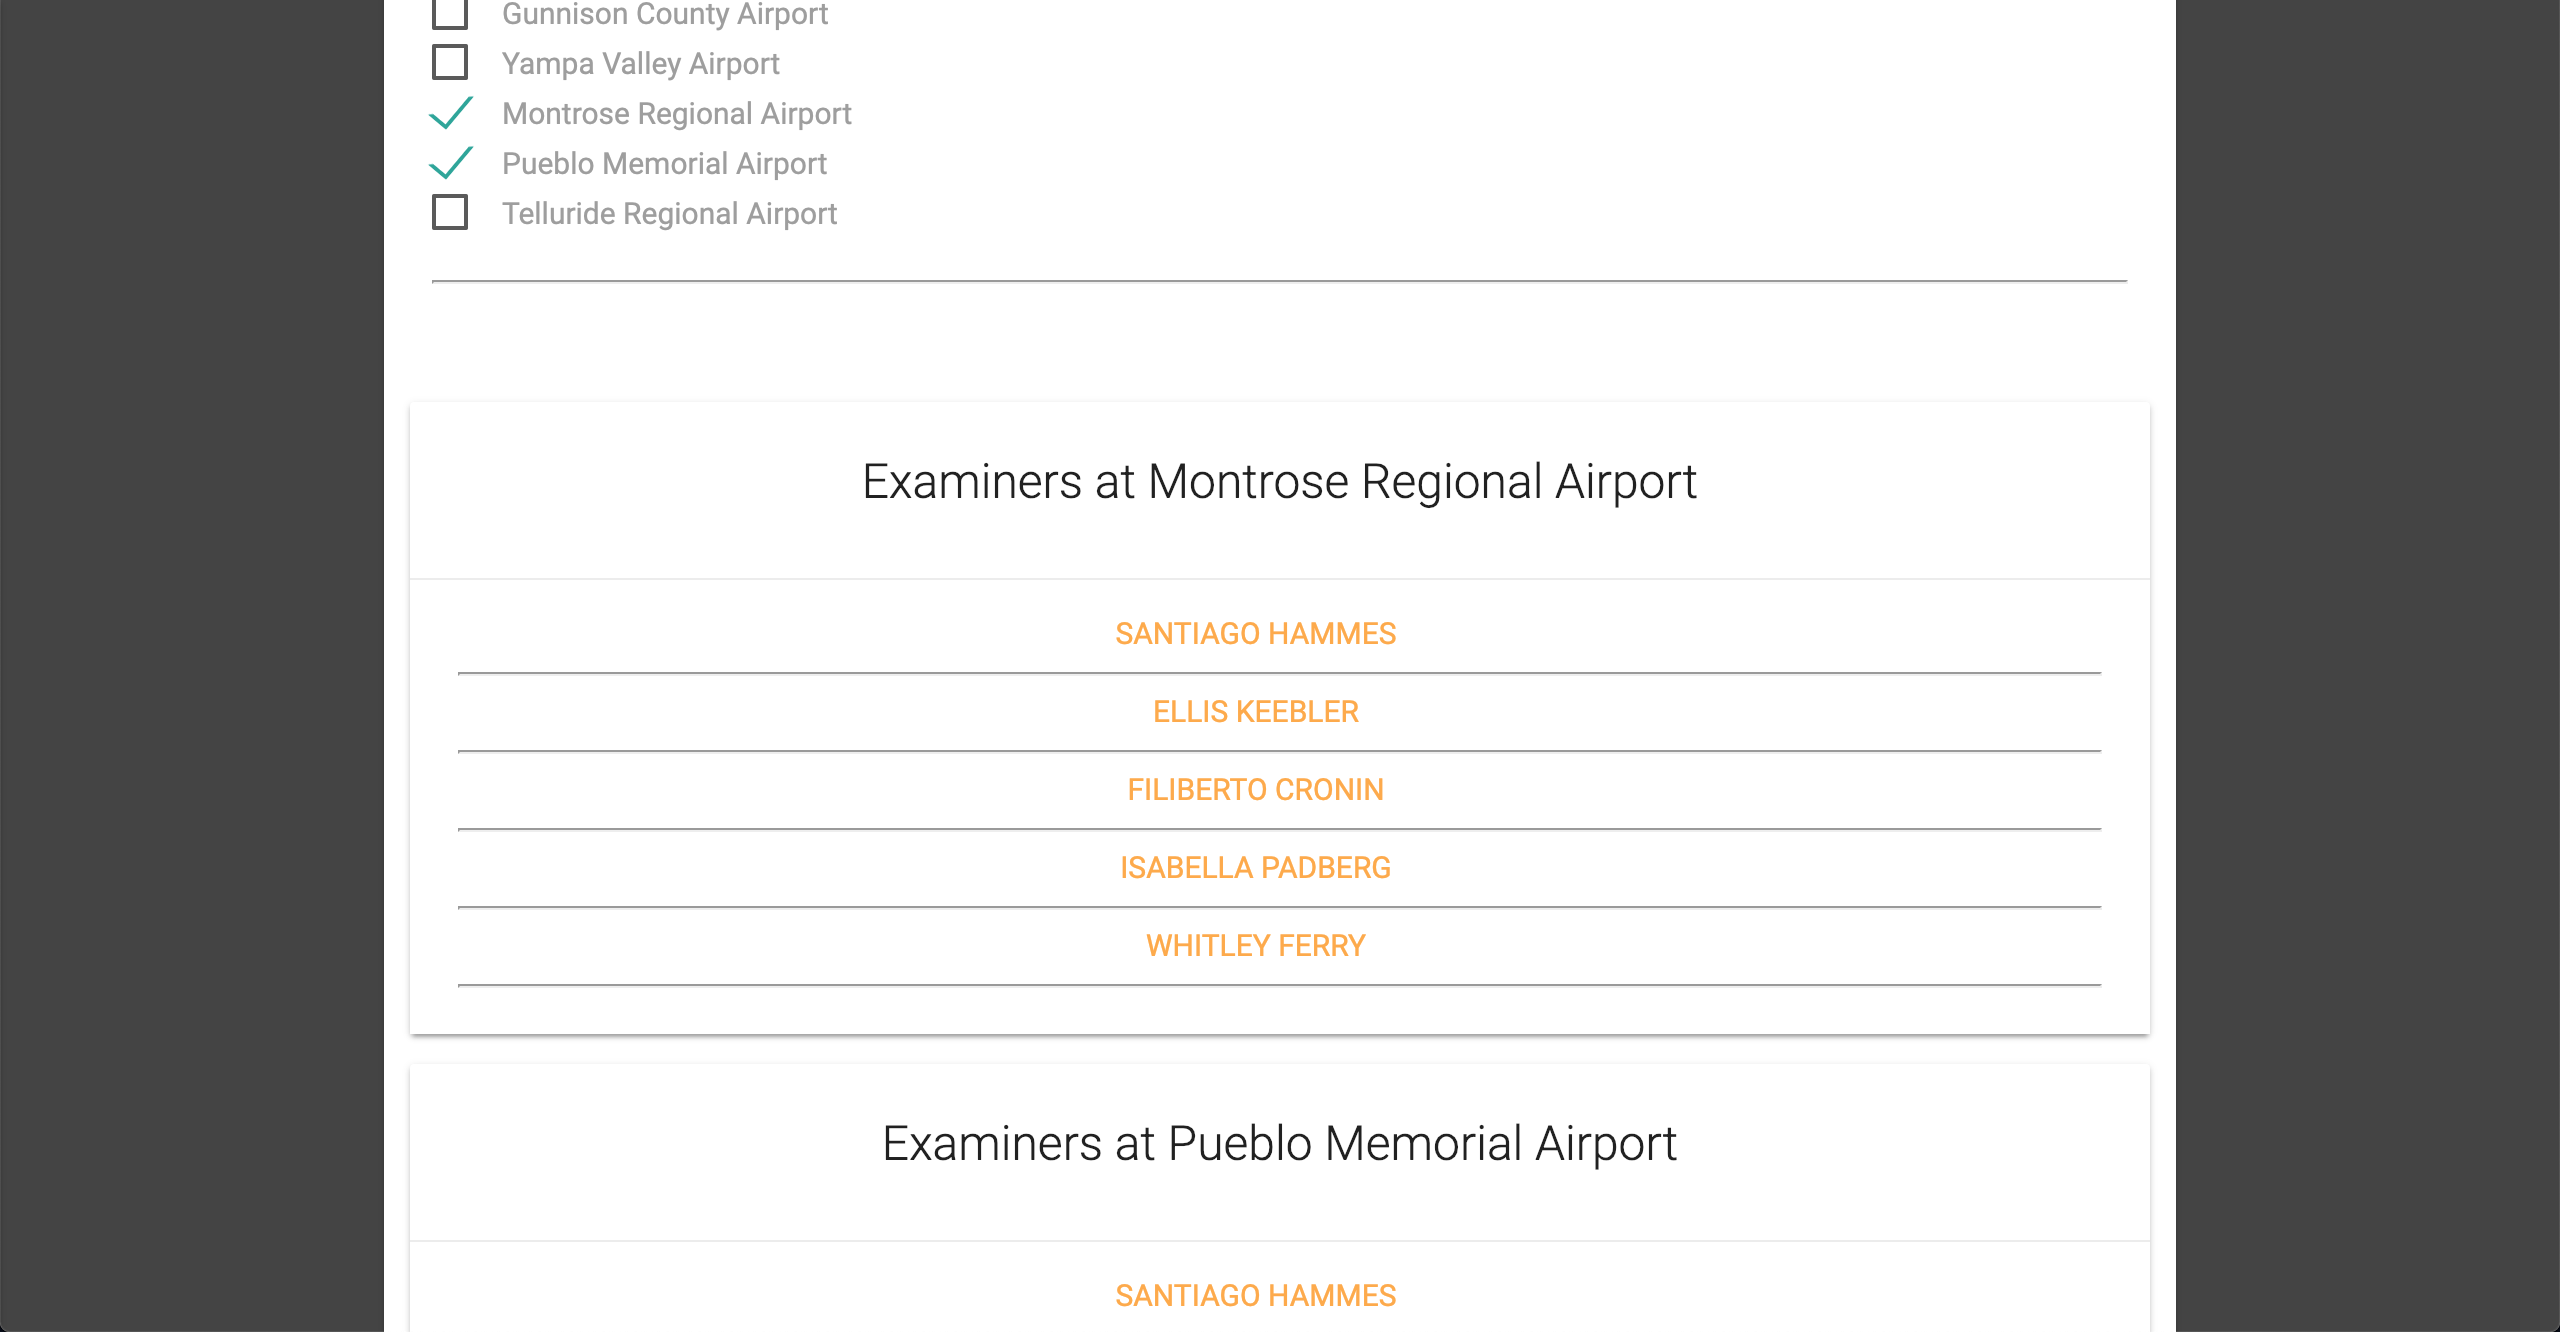 Gunnison County Airport
Yampa Valley Airport
Montrose Regional Airport
Pueblo Memorial Airport
Telluride Regional Airport
Examiners at Montrose Regional Airport
SANTIAGO HAMMES
ELLIS KEEBLER
FILIBERTO CRONIN
ISABELLA PADBERG
WHITLEY FERRY
Examiners at Pueblo Memorial Airport
SANTIAGO HAMMES